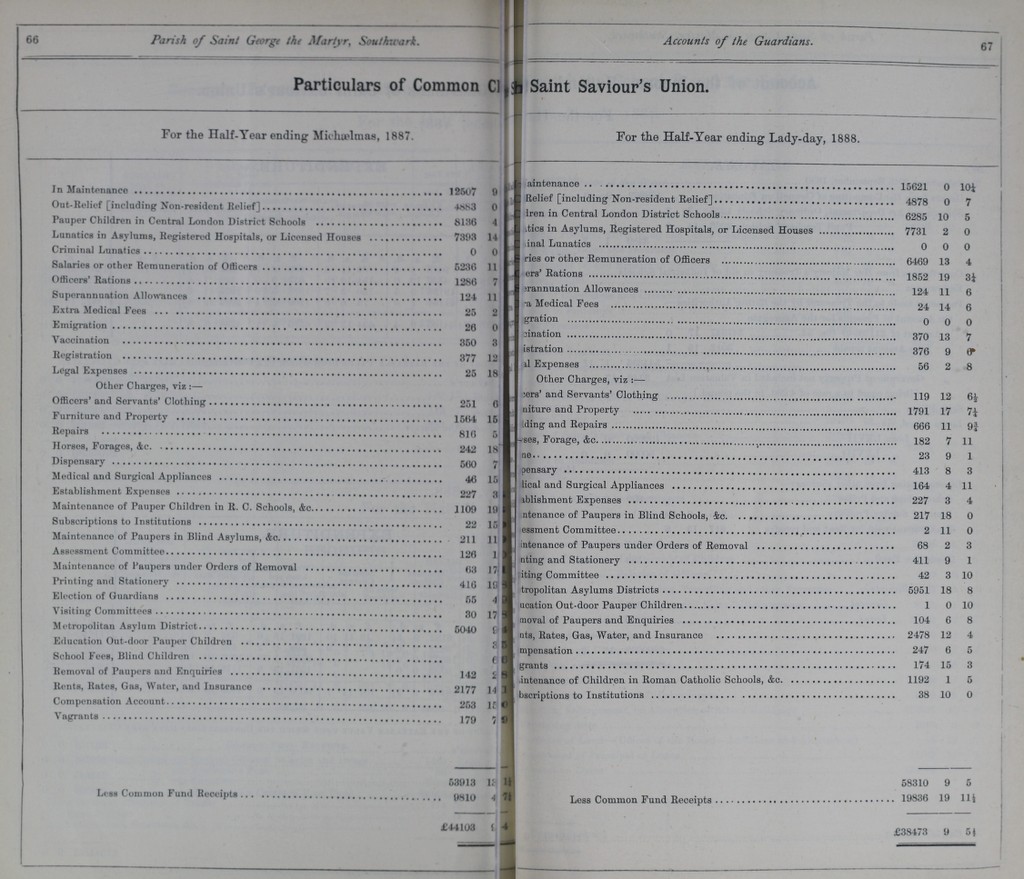 66
Parish of Saint George the Martyr, Southwark.
Particulars of Common
For the Half-Year ending Michælmas, 1887.
In Maintenance 12507 9
Out-Relief [including Non-resident Relief] 4883 0
Pauper Children in Central London District Schools 8136 4
Lunatics in Asylums, Registered Hospitals, or Licensed Houses 7393 14
Criminal Lunatics 0 0
Salaries or other Remuneration of Officers 5236 11
Officers' Rations 1286 7
Superannuation Allowances 124 11
Extra Medical Fees 25 2
Emigration 26 0
Vaccination 350 3
Registration 377 12
Legal Expenses 25 18
Other Charges, viz :—
Officers' and Servants' Clothing 251 6
Furniture and Property 1564 15
Repairs 816 5
Horses, Forages, &c. 242 18
Dispensary 560 7
Medical and Surgical Appliances 46 15
Establishment Expenses 227 3
Maintenance of Pauper Children in R. C. Schools, &c. 1109 19
Subscriptions to Institutions 22 15
Maintenance of Paupers in Blind Asylums, &c. 211 11
Assessment Committee 126 1
Maintenance of Paupers under Orders of Removal 63 17
Printing and Stationery 416 19
Election of Guardians 55 4
Visiting Committees 30 17
Metropolitan Asylum District 5040
Education Out-door Pauper Children
School Fees, Blind Children
Removal of Paupers and Enquiries 142
Rents, Rates, Gas, Water, and Insurance 2177 14
Compensation Account 253
Vagrants 179 7
53913
Less Common Fund Receipts 9810 4
£44103
Accounts of the Guardians.
67
Saint Saviour's Union.
For the Half-Year ending Lady-day, 1888.
aintenance 15621 0 10¼
Relief [including Non-resident Relief] 4878 0 7
dren in Central London District Schools 6285 10 5
tics in Asylums, Registered Hospitals, or Licensed Houses 7731 2 0
inal Lunatics 0 0 0
ries or other Remuneration of Officers 6469 13 4
ers' Rations 1852 19 3¼
erannuation Allowances 124 11 6
a Medical Fees 24 14 6
gration 0 0 0
cination 370 13 7
istration 376 9
al Expenses 56 2 8
Other Charges, viz :—
cers' and Servants' Clothing 119 12 6½
niture and Property 1791 17 7¼
lding and Repairs 666 11 9¾
ses, Forage, &c. 182 7 11
ne 23 9 1
pensary 413 8 3
lical and Surgical Appliances 164 4 11
ablishment Expenses 227 3 4
ntenance of Paupers in Blind Schools, &c. 217 18 0
essment Committee 2 11 0
intenance of Paupers under Orders of Removal 68 2 3
nting and Stationery 411 9 1
iting Committee 42 3 10
tropolitan Asylums Districts 5951 18 8
ucation Out-door Pauper Children 1 0 10
moval of Paupers and Enquiries 104 6 8
nts, Rates, Gas, Water, and Insurance 2478 12 4
mpensation 247 6 5
grants 174 15 3
intenance of Children in Roman Catholic Schools, &c. 1192 1 5
bscriptions to Institutions 38 10 0
58310 9 5
Less Common Fund Receipts 19836 19 11½
£38473 9 5½